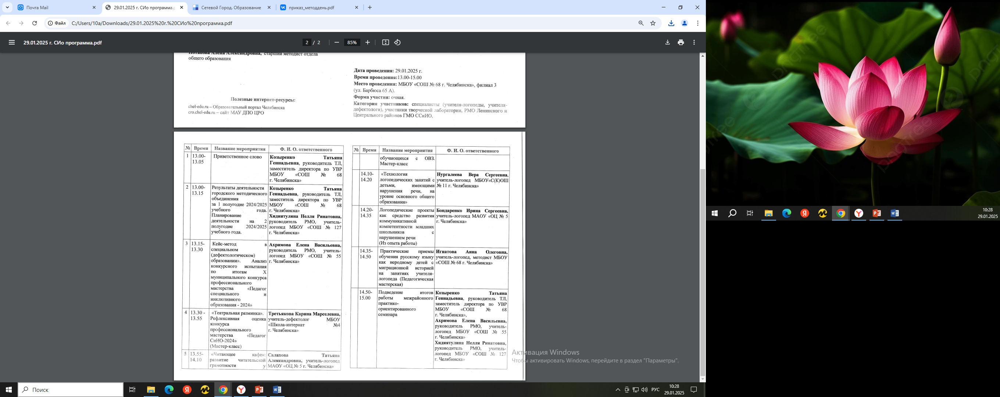 Почта Mail
29.01.2025 г. СИо программа.p
Сетевой Город. Образование
приказ_методдень.pdf
Файл
C:/Users/10a/Downloads/29.01.2025%20г.%20СИо%20программа.pdf
29.01.2025 г. СИо программа.pdf
2 / 2
85%
Потапова Алена Александровна, старший методист отдела
общего образования
Полезные интернет-ресурсы:
chel-edu.ru – Образовательный портал Челябинска
cro.chel-edu.ru – сайт МАУ ДПО ЦРО
Дата проведения: 29.01.2025 г.
Время проведения:13.00-15.00
Место проведения: МБОУ «СОШ № 68 г. Челябинска», филиал 3
(ул. Барбюса 65 А).
Форма участия: очная.
Категория участников: специалисты (учителя-логопеды, учителя-
дефектологи), участники творческой лаборатории, РМО Ленинского и
Центрального районов ГМО ССиИО,
№ Время Название мероприятия Ф. И. О. ответственного
1 13.00- Приветственное слово Козыренко Татьяна
13.05 Геннадьевна, руководитель ТЛ,
заместитель директора по УВР
МБОУ «СОШ № 68
г. Челябинска»
2 13.00- Результаты деятельности Козыренко Татьяна
13.15 городского методического Геннадьевна, руководитель ТЛ,
объединения заместитель директора по УВР
за 1 полугодие 2024/2025 МБОУ «СОШ № 68
учебного года. г. Челябинска»
Планирование Хидиятулина Нелля Ринатовна,
деятельности на 2 руководитель РМО, учитель-
полугодие 2024/2025 логопед МБОУ «СОШ № 127
учебного года. г. Челябинска»
3 13.15- Кейс-метод в Ахримова Елена Васильевна,
13.30 специальном руководитель РМО, учитель-
(дефектологическом) логопед МБОУ «СОШ № 55
образовании». Анализ г. Челябинска»
конкурсного испытания
по итогам X
муниципального конкурса
профессионального
мастерства «Педагог
специального и
инклюзивного
образования - 2024»
4 13.30 - «Театральная разминка». Третьякова Карина Марселевна,
13.55 Рефлексивная оценка учитель-дефектолог МБОУ
конкурса «Школа-интернат №4
профессионального г. Челябинска»
мастерства «Педагог
СиИО-2024»
(Мастер-класс)
5 13.55- «Читающее кафе»: Салахова Татьяна
14.10 развитие читательской Александровна, учитель-логопед
грамотности у МАОУ «ОЦ № 5 г. Челябинска»
№ Время Название мероприятия Ф. И. О. ответственного
обучающихся с ОВЗ.
Мастер-класс
14.10- «Технология Нургалеева Вера Сергеевна,
14.20 логопедических занятий с учитель-логопед МБОУ«С(К)ОШ
детьми, имеющими № 11 г. Челябинска»
нарушения речи, на
уровне основного общего
образования»
14.20- Логопедические проекты Бондаренко Ирина Сергеевна,
14.35 как средство развития учитель-логопед МАОУ «ОЦ № 5
коммуникативной г. Челябинска»
компетентности младших
школьников с
нарушением речи
(Из опыта работы)
14.35- Практические приемы Игнатова Анна Олеговна,
14.50 обучения русскому языку учитель-логопед, методист МБОУ
как неродному детей с «СОШ № 68 г. Челябинска»
миграционной историей
на занятиях учителя-
логопеда (Педагогическая
мастерская)
14.50- Подведение итогов Козыренко Татьяна
15.00 работы межрайонного Геннадьевна, руководитель ТЛ,
практико- заместитель директора по УВР
ориентированного МБОУ «СОШ № 68
семинара г. Челябинска»,
Ахримова Елена Васильевна,
руководитель РМО, учитель-
логопед МБОУ «СОШ № 55
г. Челябинска»
Хидиятулина Нелля Ринатовна,
руководитель РМО, учитель-
логопед МБОУ «СОШ № 127
г. Челябинска»
Активация Windows
Чтобы активировать Windows, перейдите в раздел "Параметры".
Поиск
РУС
10:28
29.01.2025
10:28
29.01.2025
pngtree